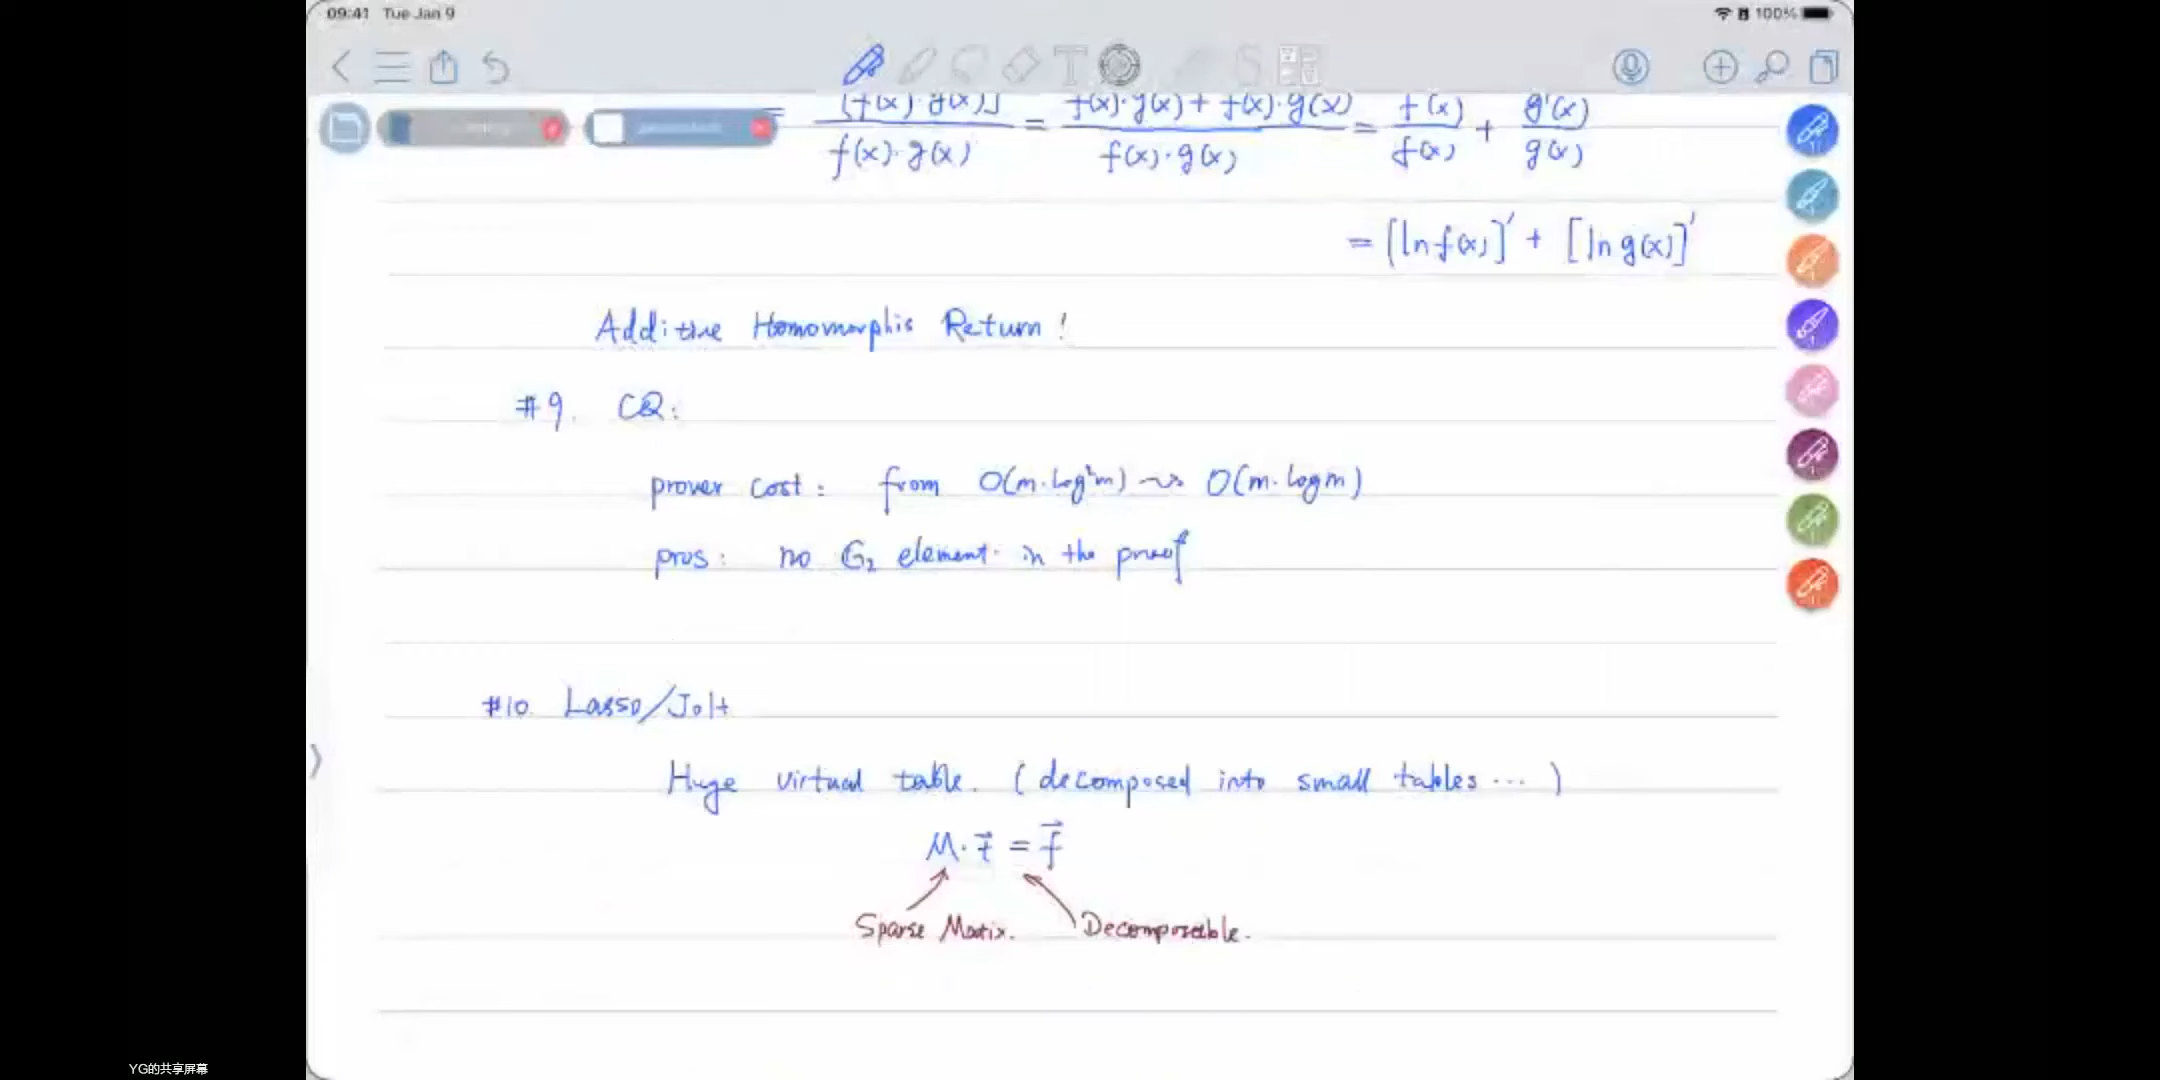 09:41 Tue Jan 9
100%
[f(x)·g(x)]' / f(x)·g(x) = f'(x)·g(x) + f(x)·g'(x) / f(x)·g(x) = f'(x)/f(x) + g'(x)/g(x)
= [ln f(x)]' + [ln g(x)]'
Additive Homomorphic Return!
#9. CQ:
prover cost: from O(m·log²m) ⇝ O(m·log m)
pros: no G₂ element in the proof
#10 Lasso/Jolt
Huge virtual table. (decomposed into small tables ... )
M·t⃗ = f⃗
Sparse Matrix. Decomposable.
YG的共享屏幕